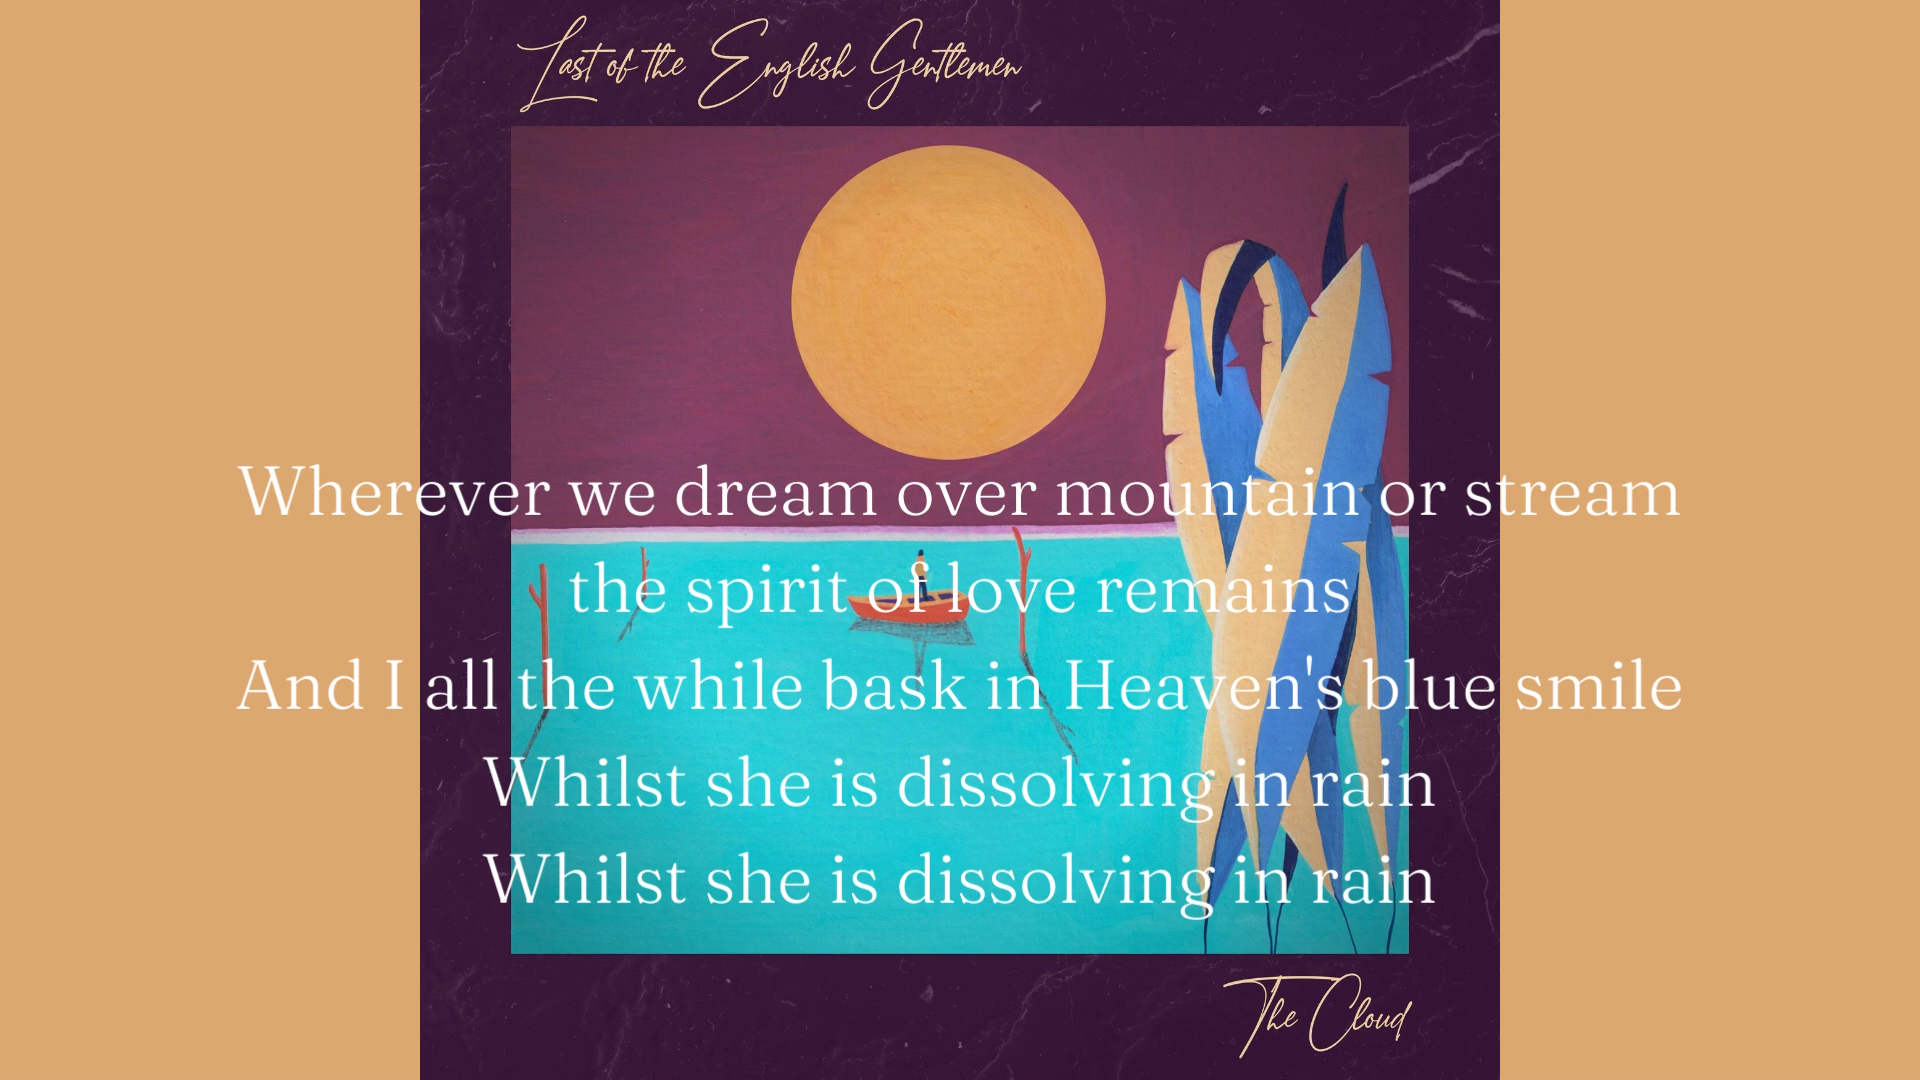 Last of the English Gentlemen
Wherever we dream over mountain or stream
the spirit of love remains
And I all the while bask in Heaven's blue smile
Whilst she is dissolving in rain
Whilst she is dissolving in rain
The Cloud